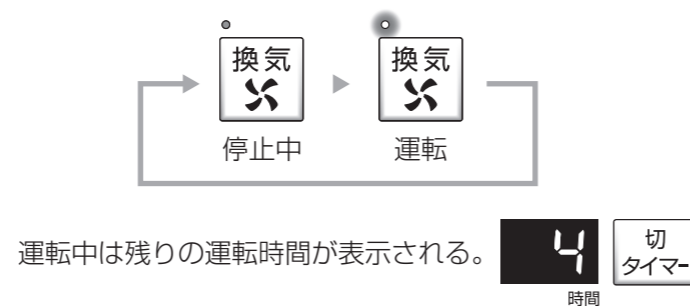 換気 換気
停止中 運転
運転中は残りの運転時間が表示される。 4 切
タイマー
時間